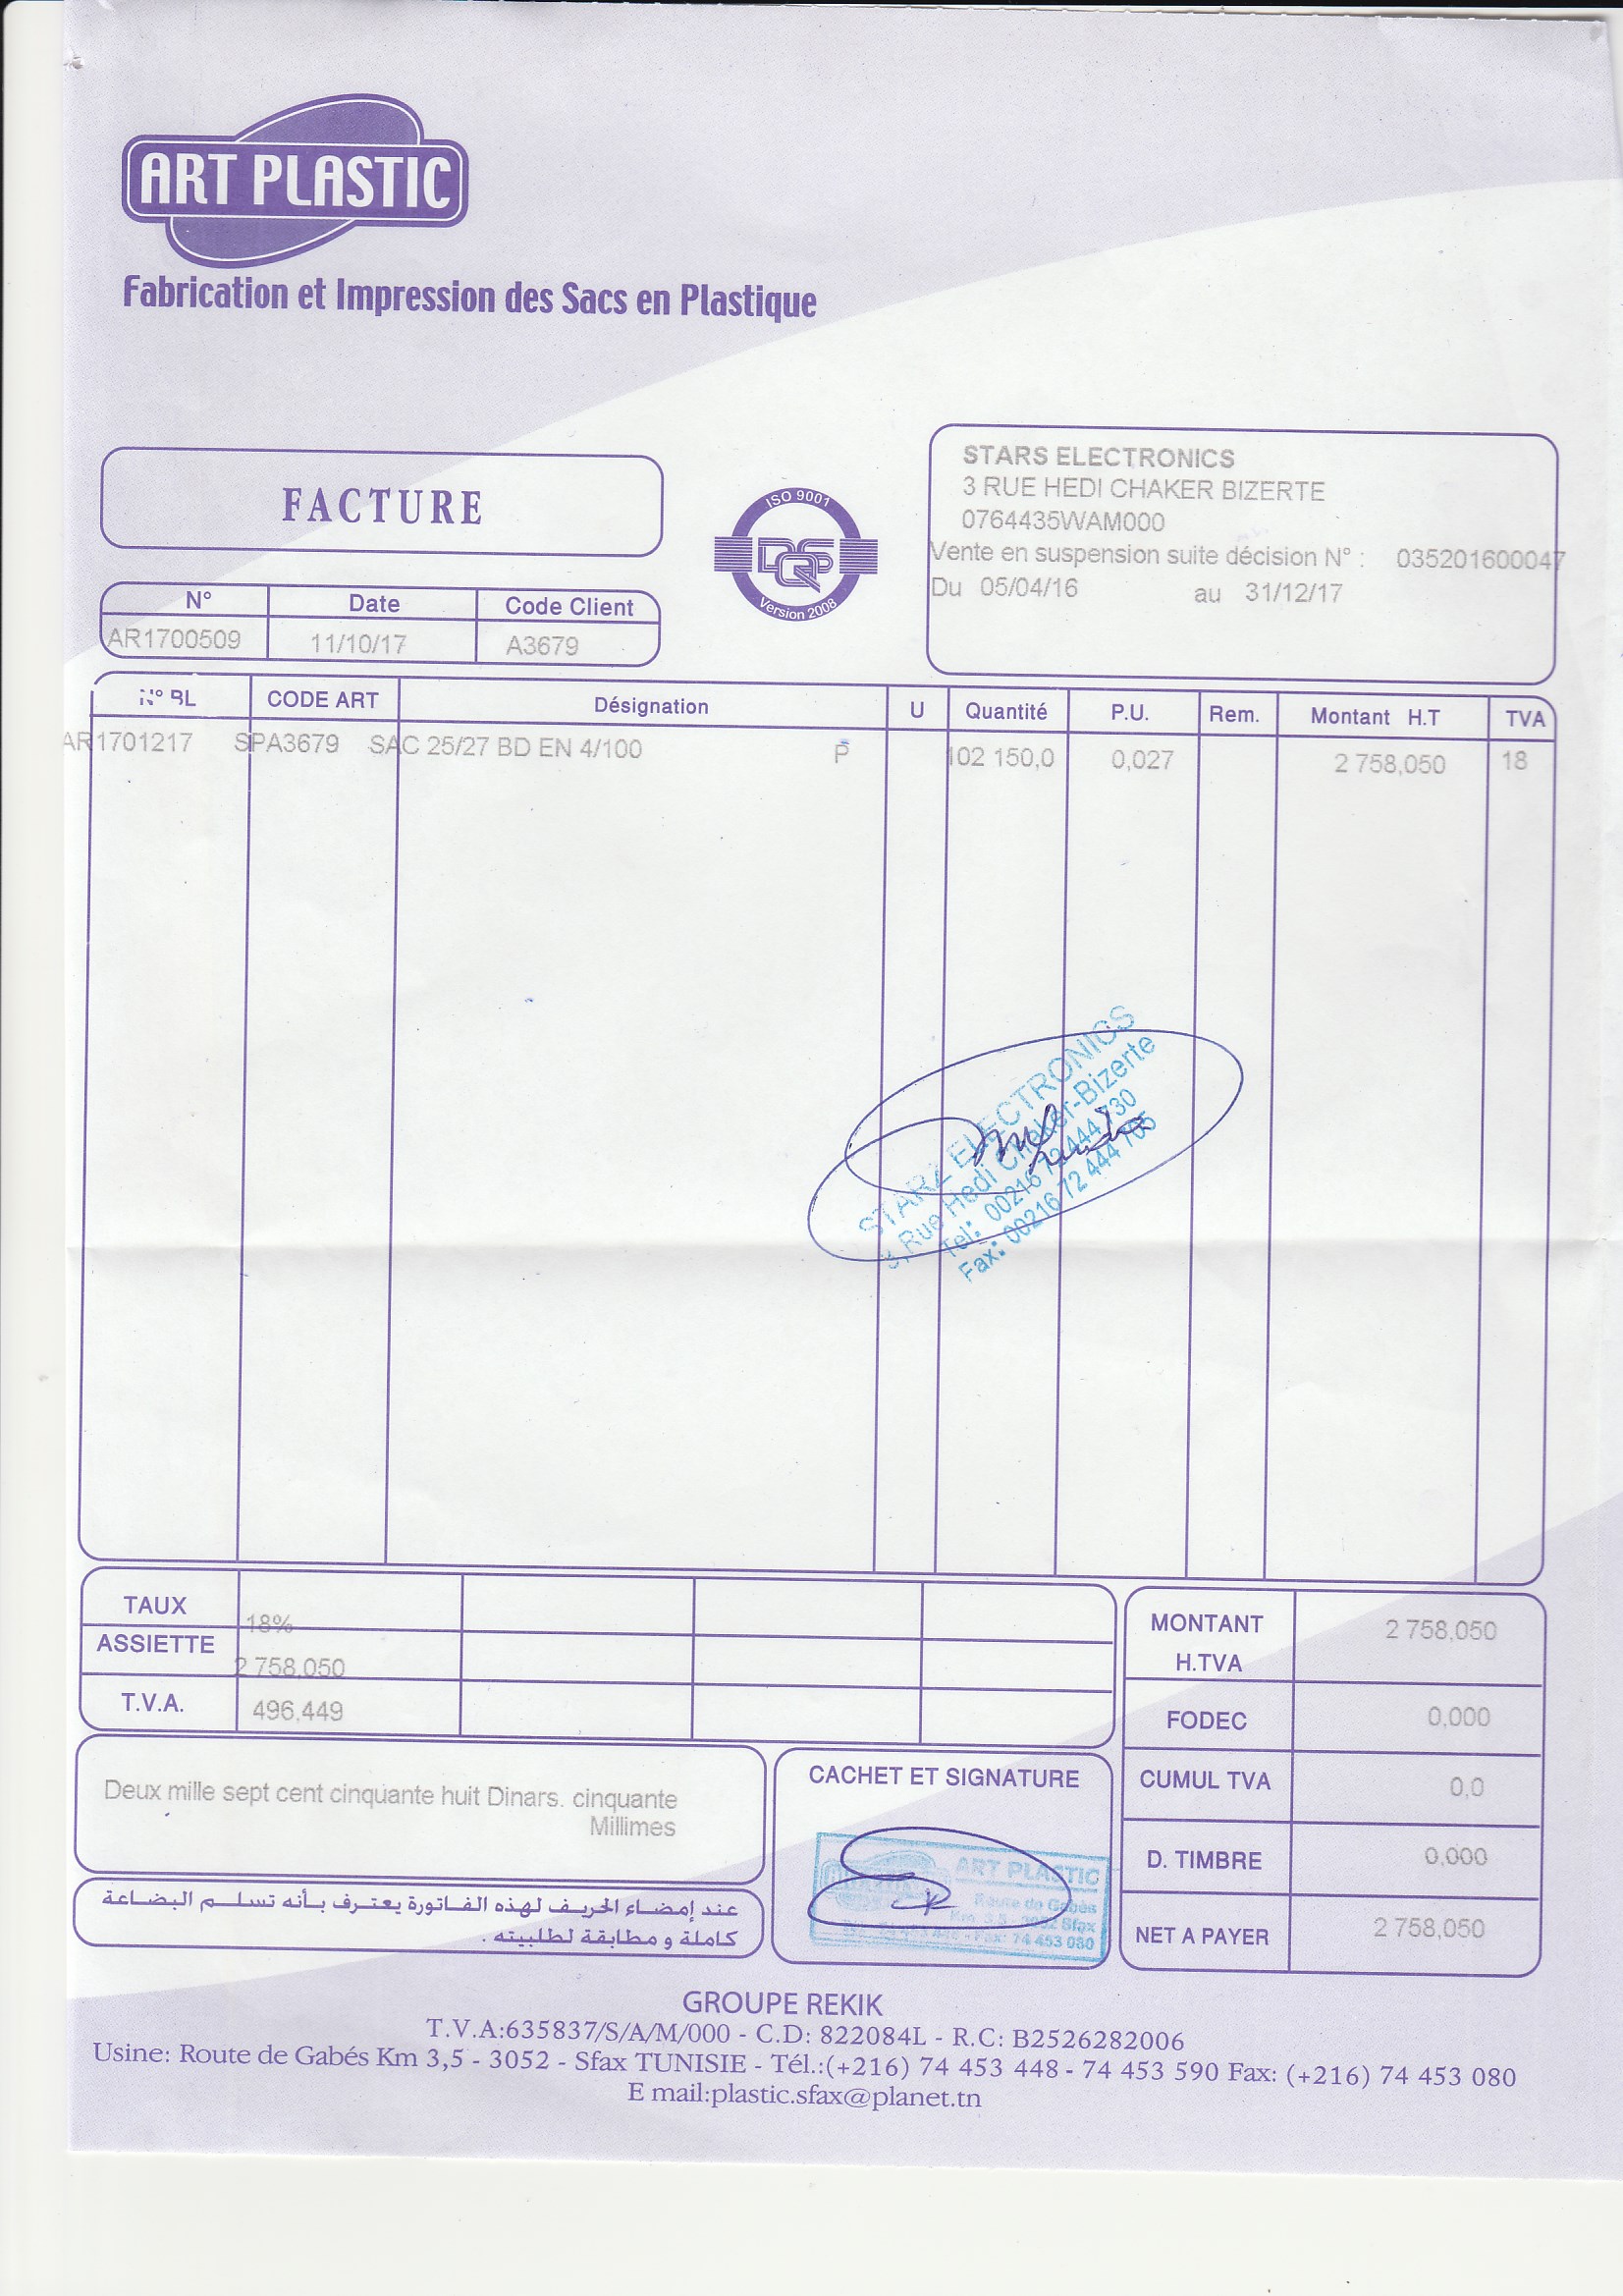 ART PLASTIC
Fabrication et Impression des Sacs en Plastique
FACTURE
ISO 9001
DQS
Version 2008
STARS ELECTRONICS
3 RUE HEDI CHAKER BIZERTE
0764435WAM000
Vente en suspension suite décision N° : 035201600047
Du 05/04/16 au 31/12/17
N° Date Code Client
AR1700509 11/10/17 A3679
N° BL CODE ART Désignation U Quantité P.U. Rem. Montant H.T TVA
AR1701217 SPA3679 SAC 25/27 BD EN 4/100 P 102 150,0 0,027 2 758,050 18
STARZ ELECTRONICS
3, Rue Hedi Chaker-Bizerte
Tel: 00216 72 444 730
Fax: 00216 72 444 705
TAUX 18%
ASSIETTE 2 758,050
T.V.A. 496,449
MONTANT H.TVA 2 758,050
FODEC 0,000
CUMUL TVA 0,0
D. TIMBRE 0,000
NET A PAYER 2 758,050
Deux mille sept cent cinquante huit Dinars. cinquante
Millimes
CACHET ET SIGNATURE
ART PLASTIC
Route de Gabès
Km 3,5 - 3052 Sfax
Fax: 74 453 080
عند إمضاء الحريف لهذه الفاتورة يعترف بأنه تسلم البضاعة
كاملة و مطابقة لطلبيته .
GROUPE REKIK
T.V.A:635837/S/A/M/000 - C.D: 822084L - R.C: B2526282006
Usine: Route de Gabés Km 3,5 - 3052 - Sfax TUNISIE - Tél.:(+216) 74 453 448 - 74 453 590 Fax: (+216) 74 453 080
E mail:plastic.sfax@planet.tn